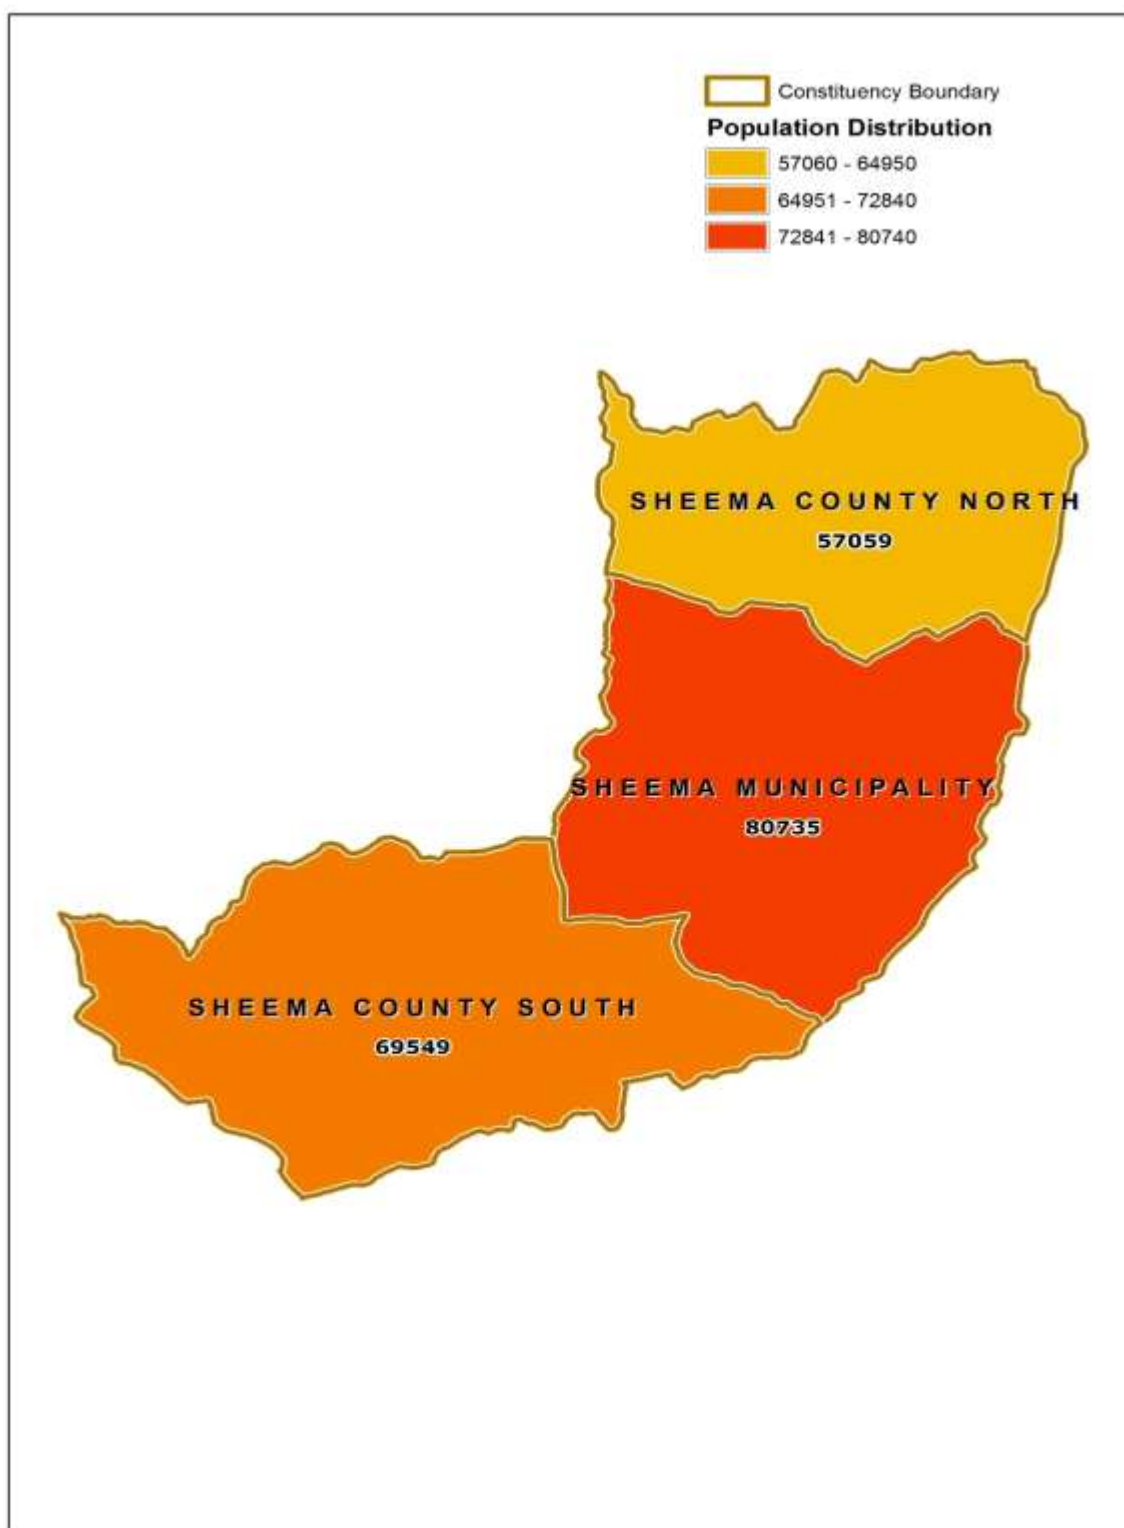 Constituency Boundary
Population Distribution
57060 - 64950
64951 - 72840
72841 - 80740
SHEEMA COUNTY NORTH
57059
SHEEMA MUNICIPALITY
80735
SHEEMA COUNTY SOUTH
69549